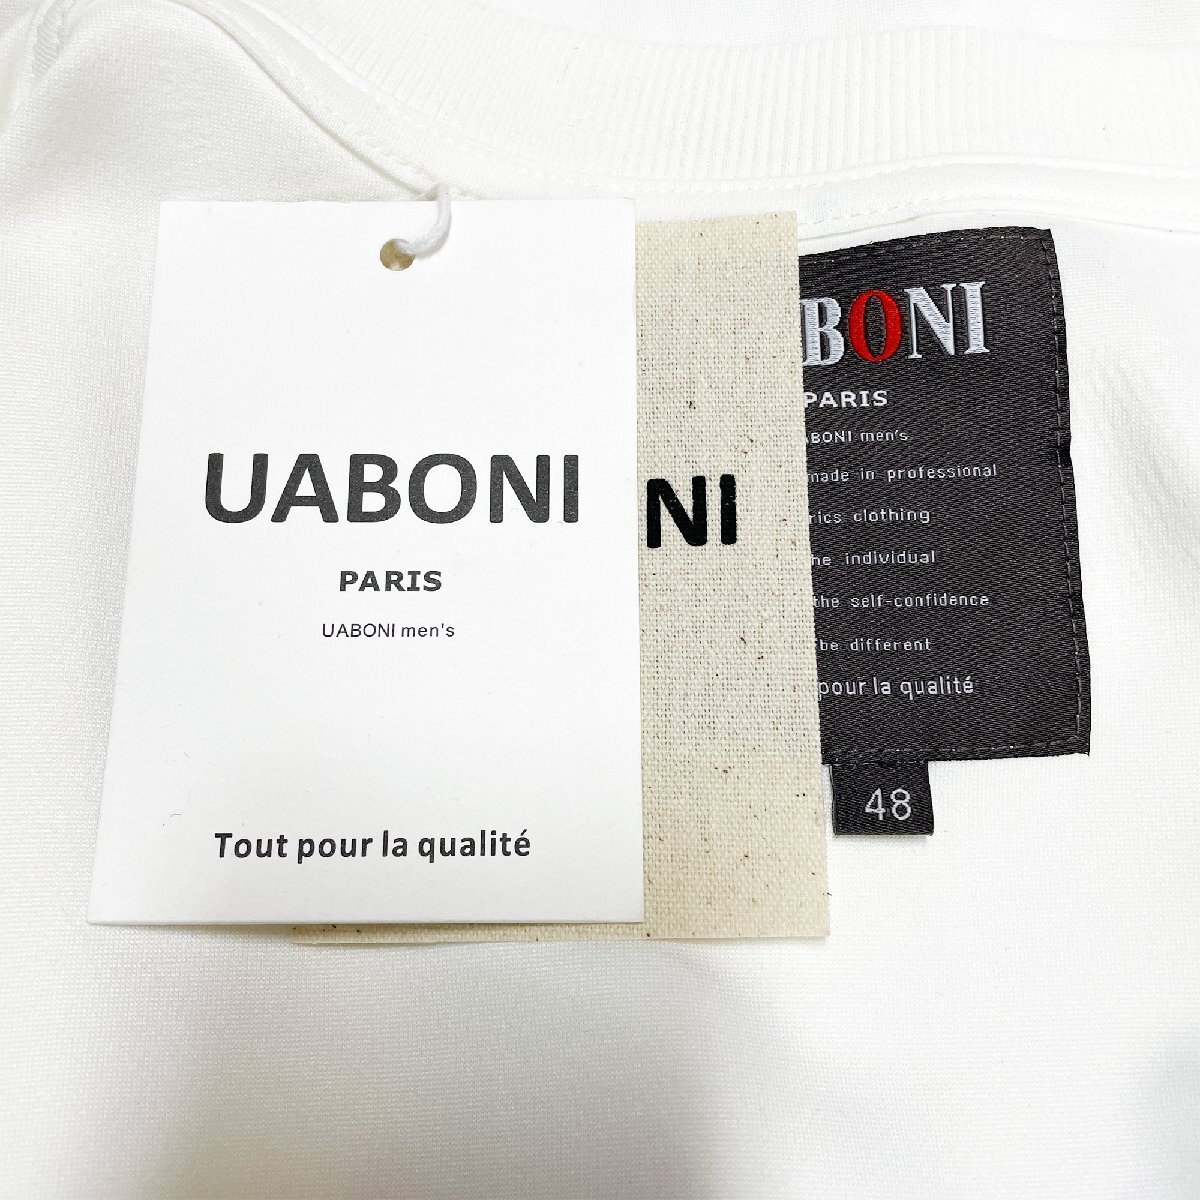 UABONI
PARIS
UABONI men's
Tout pour la qualité
NI
BONI
PARIS
ABONI men's
made in professional
rics clothing
he individual
the self-confidence
be different
pour la qualité
48